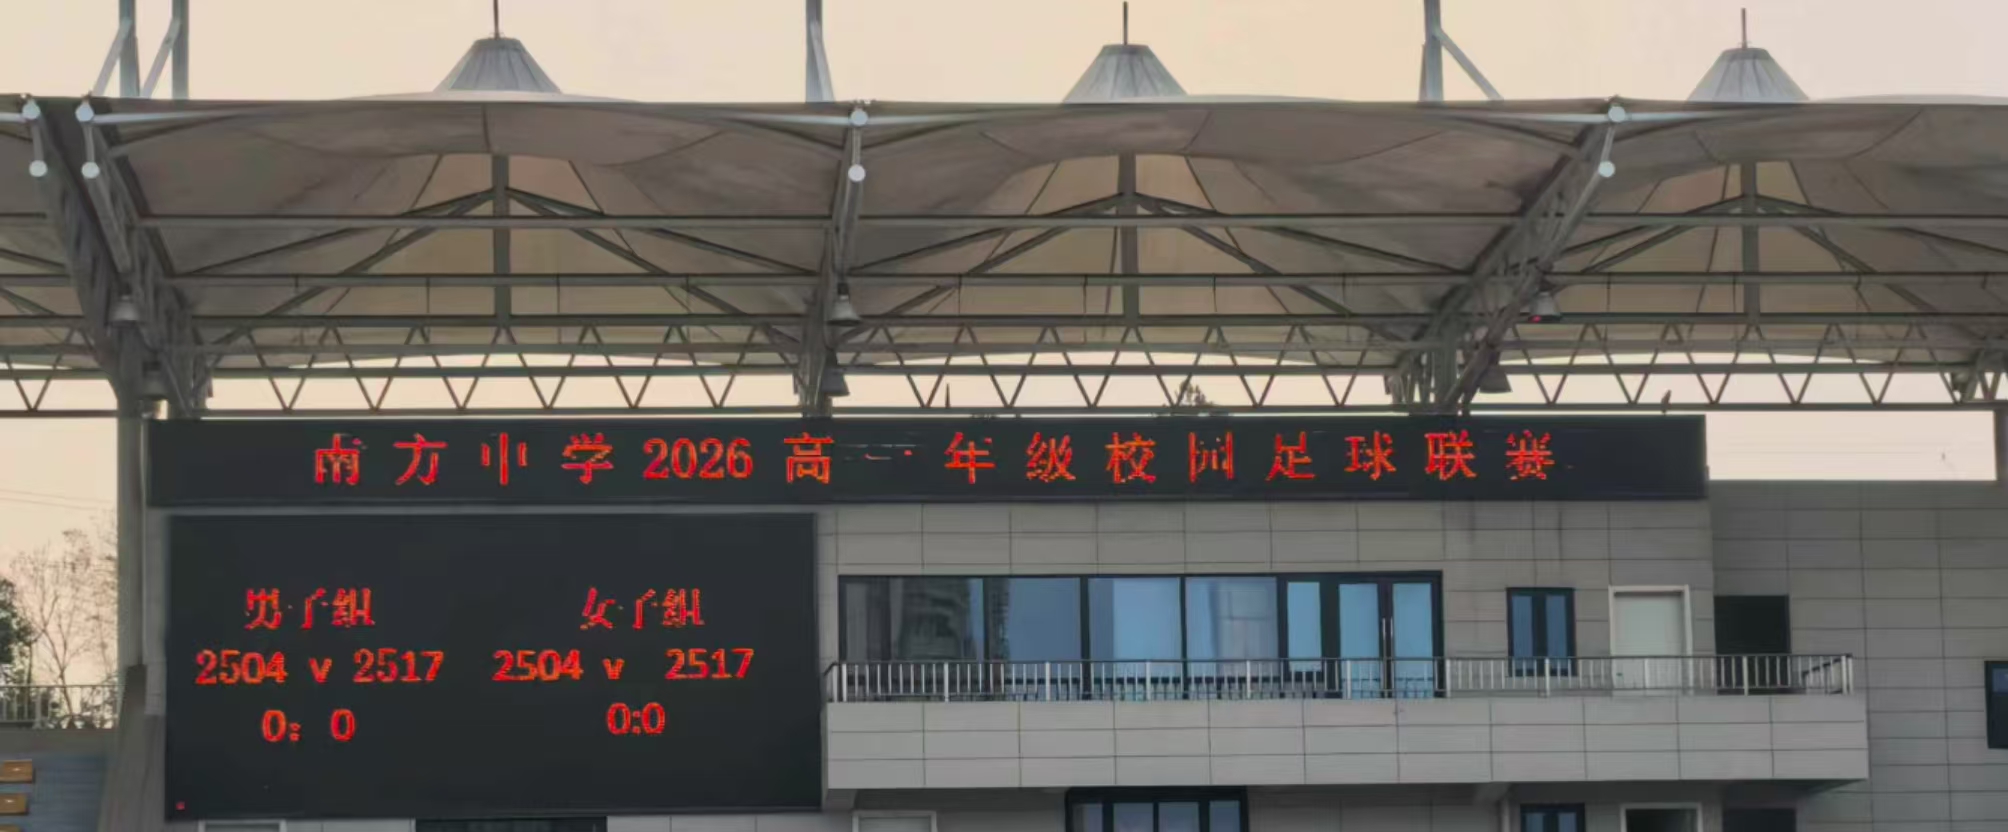 南方中学2026高一年级校园足球联赛
男子组 女子组
2504 v 2517 2504 v 2517
0: 0 0:0